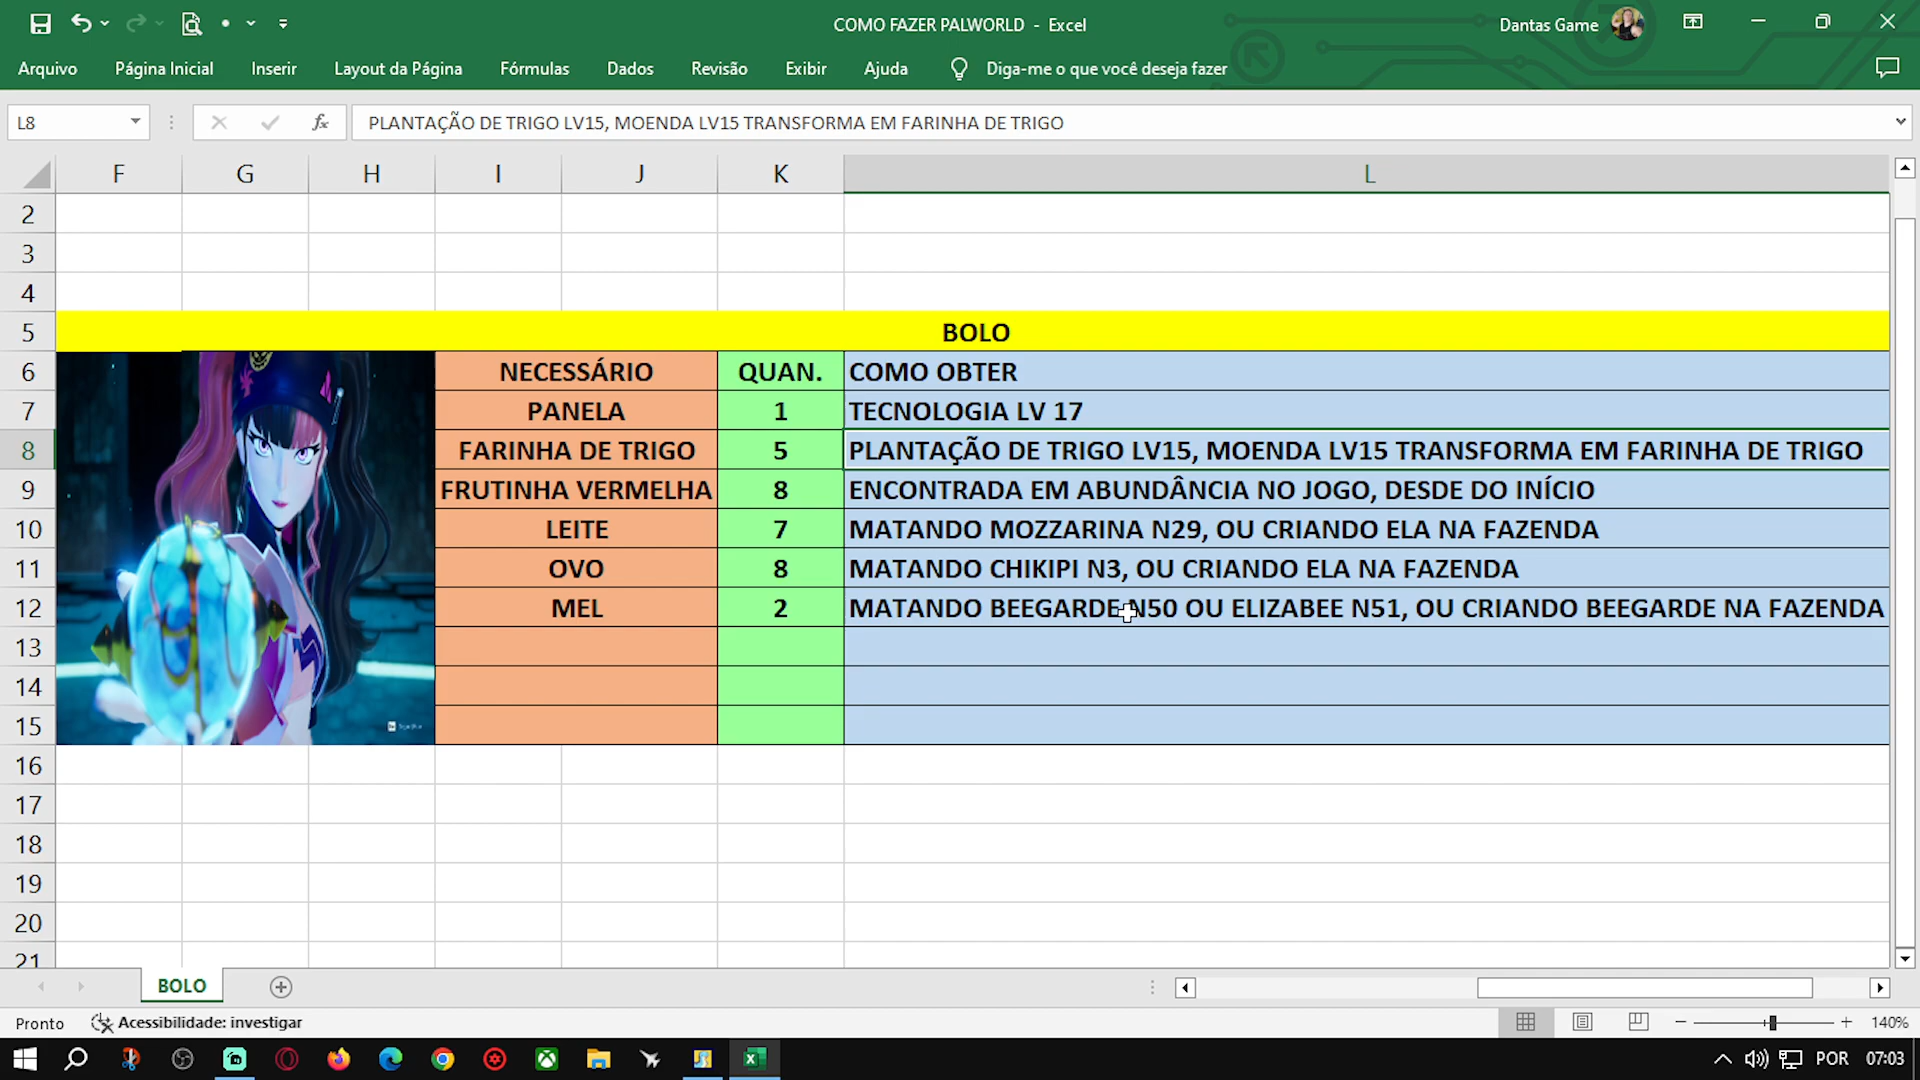 COMO FAZER PALWORLD - Excel
Dantas Game
Arquivo Página Inicial Inserir Layout da Página Fórmulas Dados Revisão Exibir Ajuda Diga-me o que você deseja fazer
L8 fx PLANTAÇÃO DE TRIGO LV15, MOENDA LV15 TRANSFORMA EM FARINHA DE TRIGO
F G H I J K L
2
3
4
5 BOLO
6 NECESSÁRIO QUAN. COMO OBTER
7 PANELA 1 TECNOLOGIA LV 17
8 FARINHA DE TRIGO 5 PLANTAÇÃO DE TRIGO LV15, MOENDA LV15 TRANSFORMA EM FARINHA DE TRIGO
9 FRUTINHA VERMELHA 8 ENCONTRADA EM ABUNDÂNCIA NO JOGO, DESDE DO INÍCIO
10 LEITE 7 MATANDO MOZZARINA N29, OU CRIANDO ELA NA FAZENDA
11 OVO 8 MATANDO CHIKIPI N3, OU CRIANDO ELA NA FAZENDA
12 MEL 2 MATANDO BEEGARDE N50 OU ELIZABEE N51, OU CRIANDO BEEGARDE NA FAZENDA
13
14
15
16
17
18
19
20
21
BOLO
Pronto Acessibilidade: investigar 140%
POR 07:03